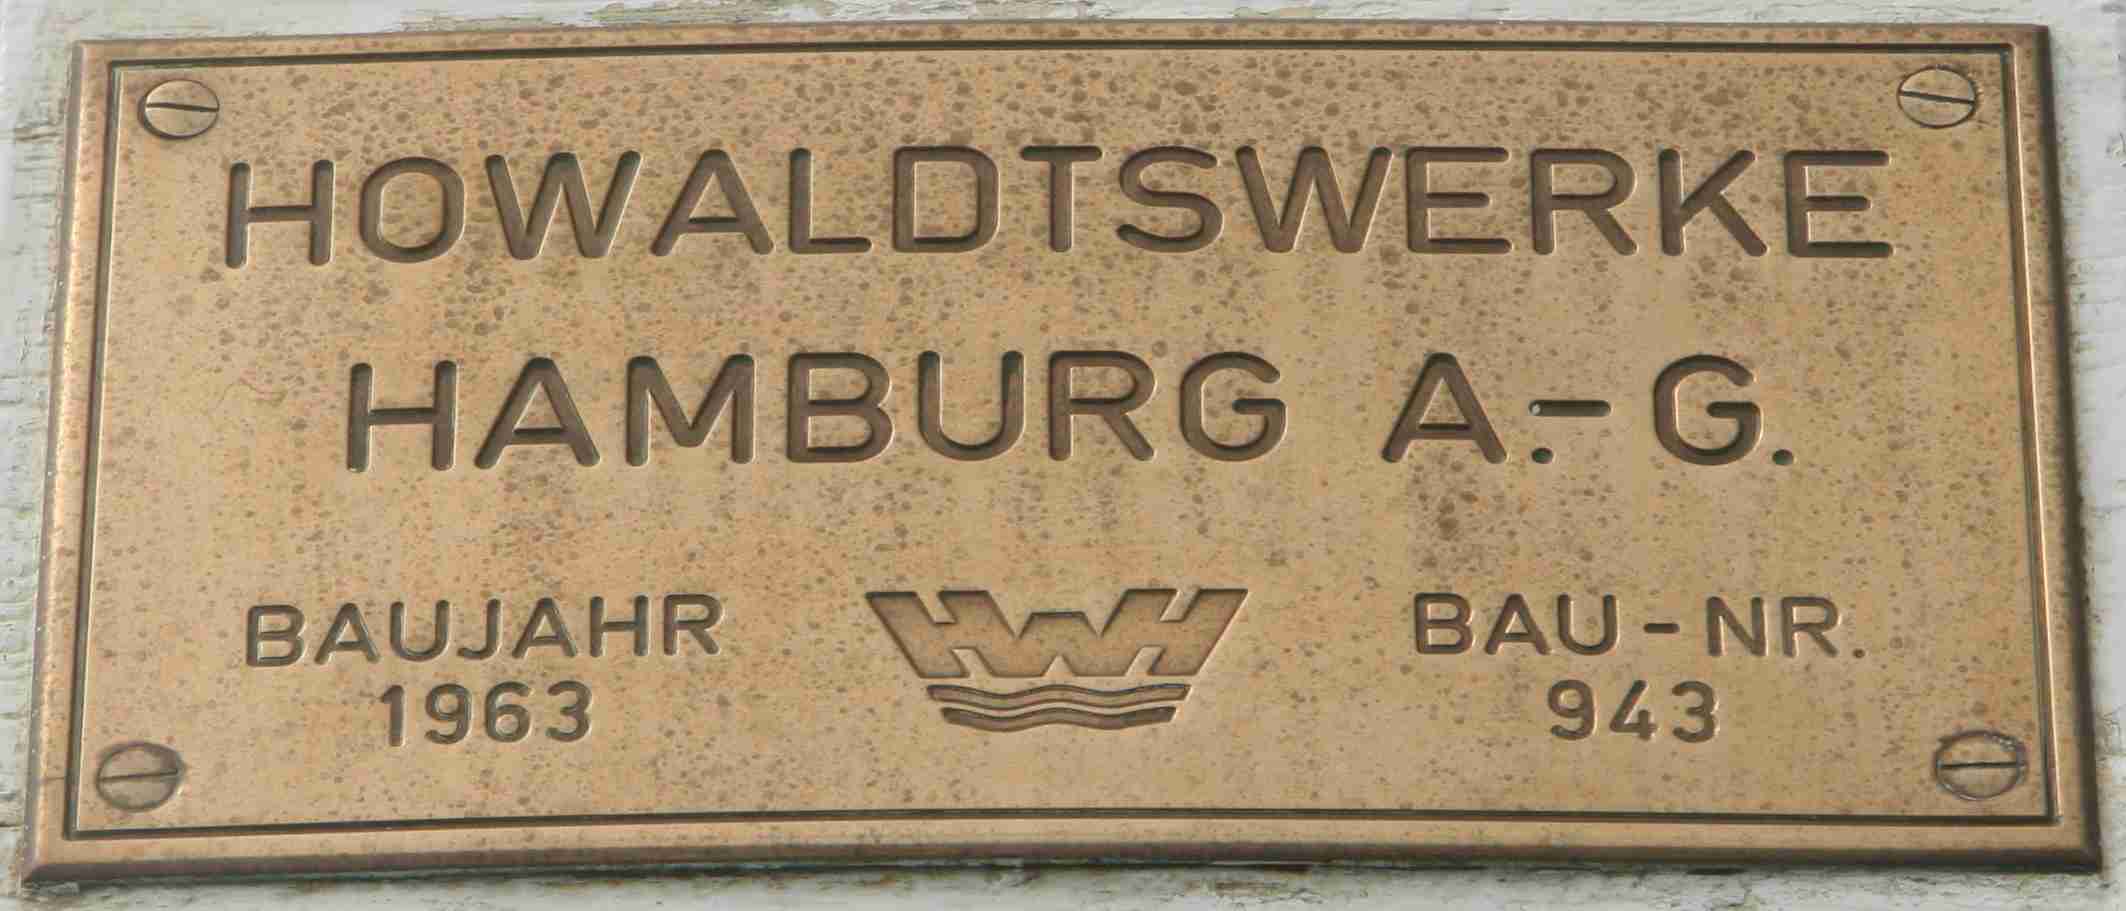 HOWALDTSWERKE
HAMBURG A.-G.
BAUJAHR
1963
HWH
BAU-NR.
943